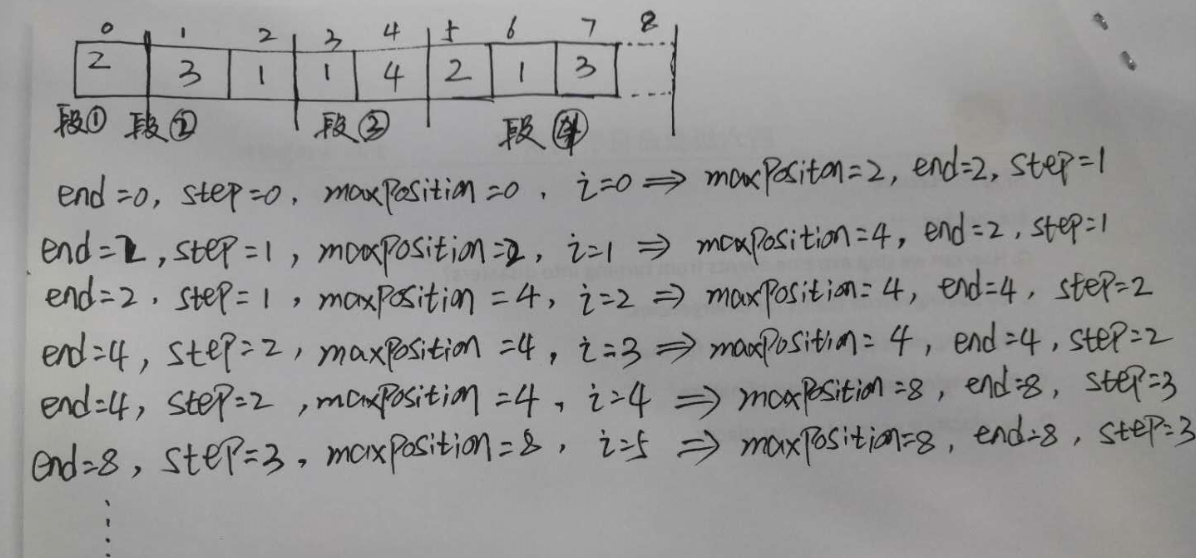 0 1 2 3 4 5 6 7 8
2 3 1 1 4 2 1 3
段① 段② 段③ 段④
end=0, step=0, maxPosition=0, i=0 ⇒ maxPositon=2, end=2, step=1
end=2, step=1, maxPosition=2, i=1 ⇒ maxPosition=4, end=2, step=1
end=2, step=1, maxPosition=4, i=2 ⇒ maxPosition=4, end=4, step=2
end=4, step=2, maxPosition=4, i=3 ⇒ maxPosition=4, end=4, step=2
end=4, step=2, maxPosition=4, i=4 ⇒ maxPosition=8, end=8, step=3
end=8, step=3, maxPosition=8, i=5 ⇒ maxPosition=8, end=8, step=3